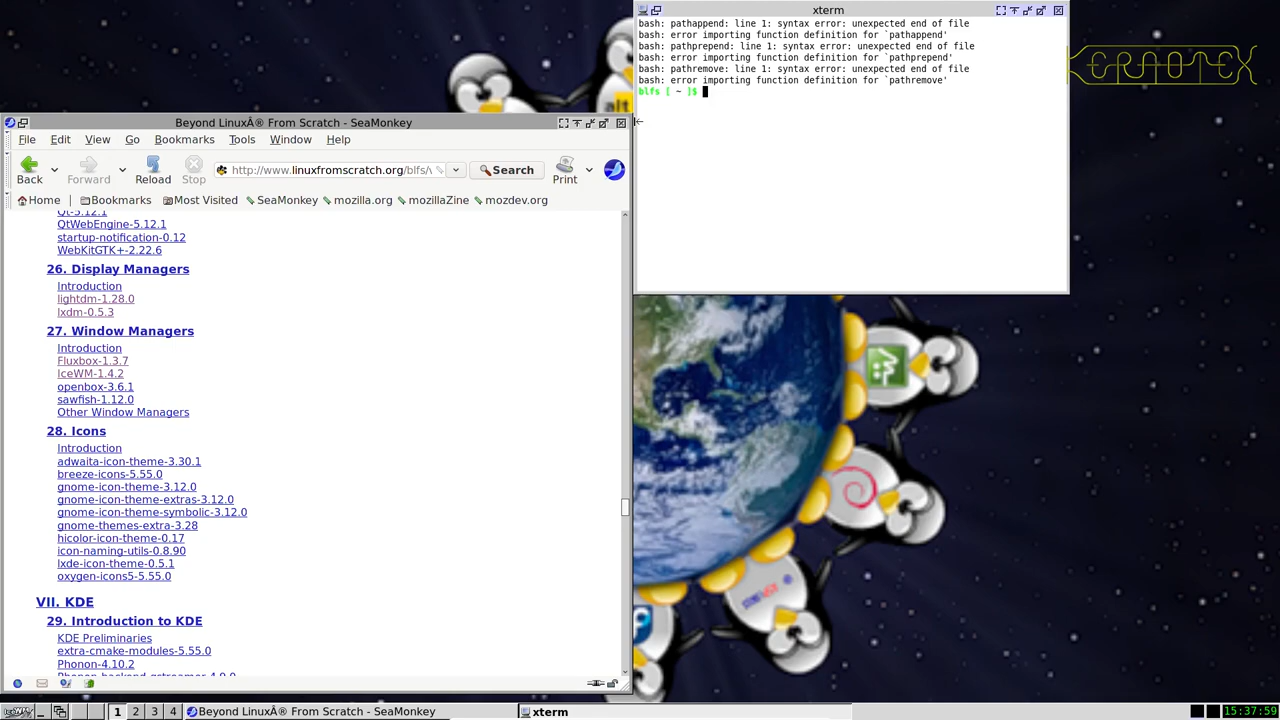 xterm
bash: pathappend: line 1: syntax error: unexpected end of file
bash: error importing function definition for `pathappend'
bash: pathprepend: line 1: syntax error: unexpected end of file
bash: error importing function definition for `pathprepend'
bash: pathremove: line 1: syntax error: unexpected end of file
bash: error importing function definition for `pathremove'
blfs [ ~ ]$
alt
Beyond LinuxÂ® From Scratch - SeaMonkey
File Edit View Go Bookmarks Tools Window Help
Back Forward Reload Stop http://www.linuxfromscratch.org/blfs/ Search Print
Home Bookmarks Most Visited SeaMonkey mozilla.org mozillaZine mozdev.org
Qt-5.12.1
QtWebEngine-5.12.1
startup-notification-0.12
WebKitGTK+-2.22.6
26. Display Managers
Introduction
lightdm-1.28.0
lxdm-0.5.3
27. Window Managers
Introduction
Fluxbox-1.3.7
IceWM-1.4.2
openbox-3.6.1
sawfish-1.12.0
Other Window Managers
28. Icons
Introduction
adwaita-icon-theme-3.30.1
breeze-icons-5.55.0
gnome-icon-theme-3.12.0
gnome-icon-theme-extras-3.12.0
gnome-icon-theme-symbolic-3.12.0
gnome-themes-extra-3.28
hicolor-icon-theme-0.17
icon-naming-utils-0.8.90
lxde-icon-theme-0.5.1
oxygen-icons5-5.55.0
VII. KDE
29. Introduction to KDE
KDE Preliminaries
extra-cmake-modules-5.55.0
Phonon-4.10.2
Phonon-backend-gstreamer-4.9.0
1 2 3 4 Beyond LinuxÂ® From Scratch - SeaMonkey xterm 15:37:59